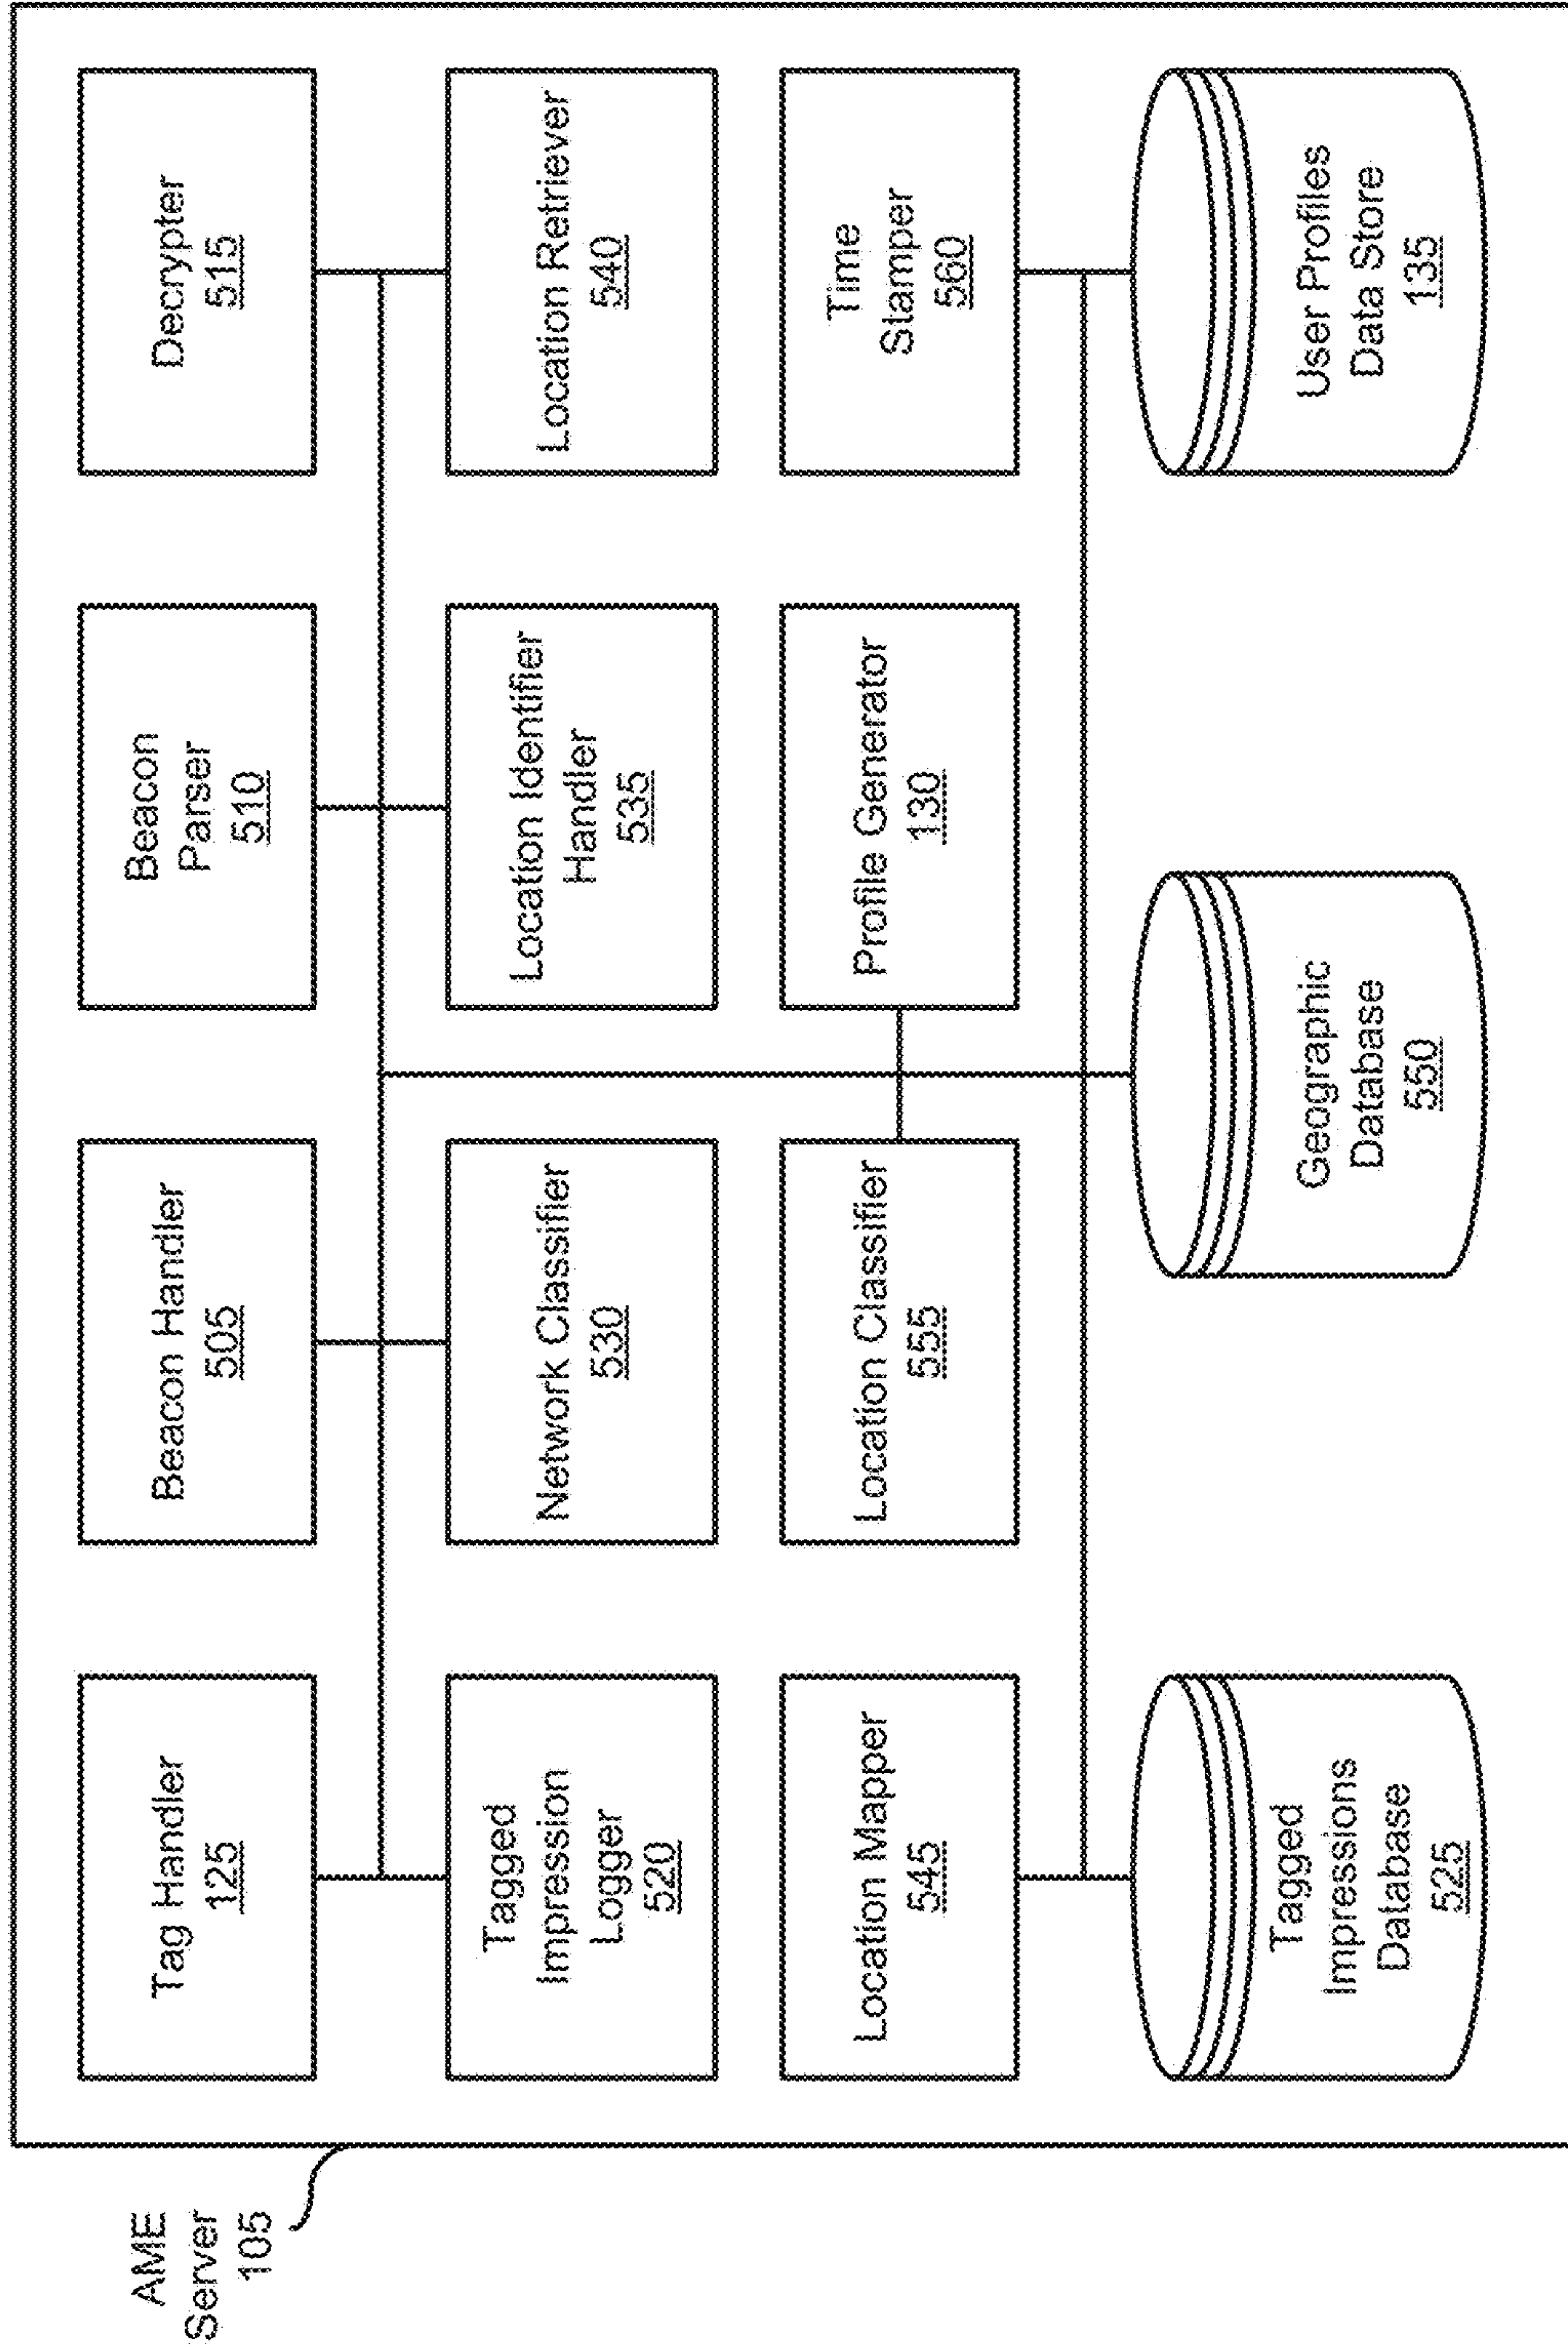 AME
Server
105
Tag Handler
125
Beacon Handler
505
Beacon
Parser
510
Decrypter
515
Tagged
Impression
Logger
520
Network Classifier
530
Location Identifier
Handler
535
Location Retriever
540
Location Mapper
545
Location Classifier
555
Profile Generator
130
Time
Stamper
560
Tagged
Impressions
Database
525
Geographic
Database
550
User Profiles
Data Store
135